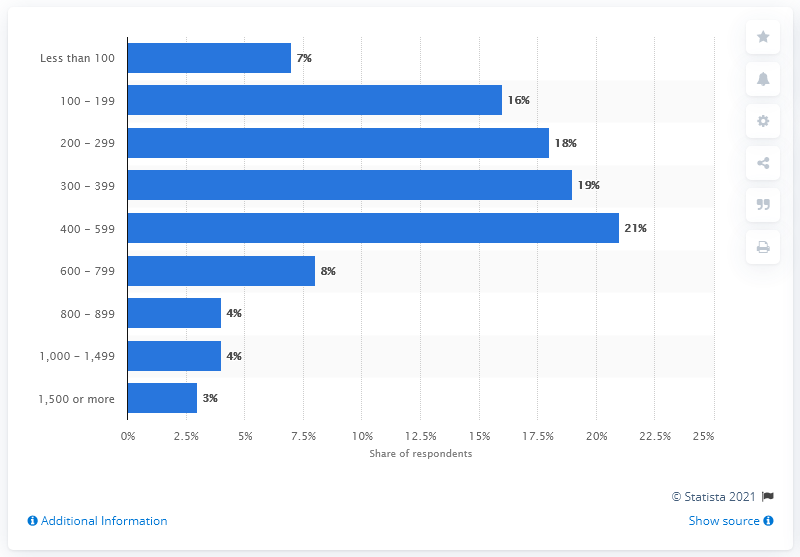 Less than 100 7%
100 – 199 16%
200 – 299 18%
300 – 399 19%
400 – 599 21%
600 – 799 8%
800 – 899 4%
1,000 – 1,499 4%
1,500 or more 3%
0% 2.5% 5% 7.5% 10% 12.5% 15% 17.5% 20% 22.5% 25%
Share of respondents
© Statista 2021
Additional Information Show source